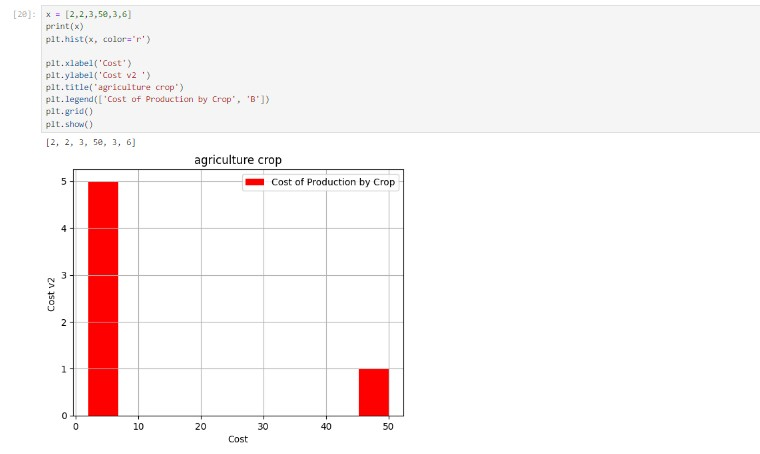 [20]: x = [2,2,3,50,3,6]
print(x)
plt.hist(x, color='r')
plt.xlabel('Cost')
plt.ylabel('Cost v2 ')
plt.title('agriculture crop')
plt.legend(['Cost of Production by Crop', 'B'])
plt.grid()
plt.show()
[2, 2, 3, 50, 3, 6]
agriculture crop
Cost of Production by Crop
5
4
3
2
1
0
Cost v2
0 10 20 30 40 50
Cost